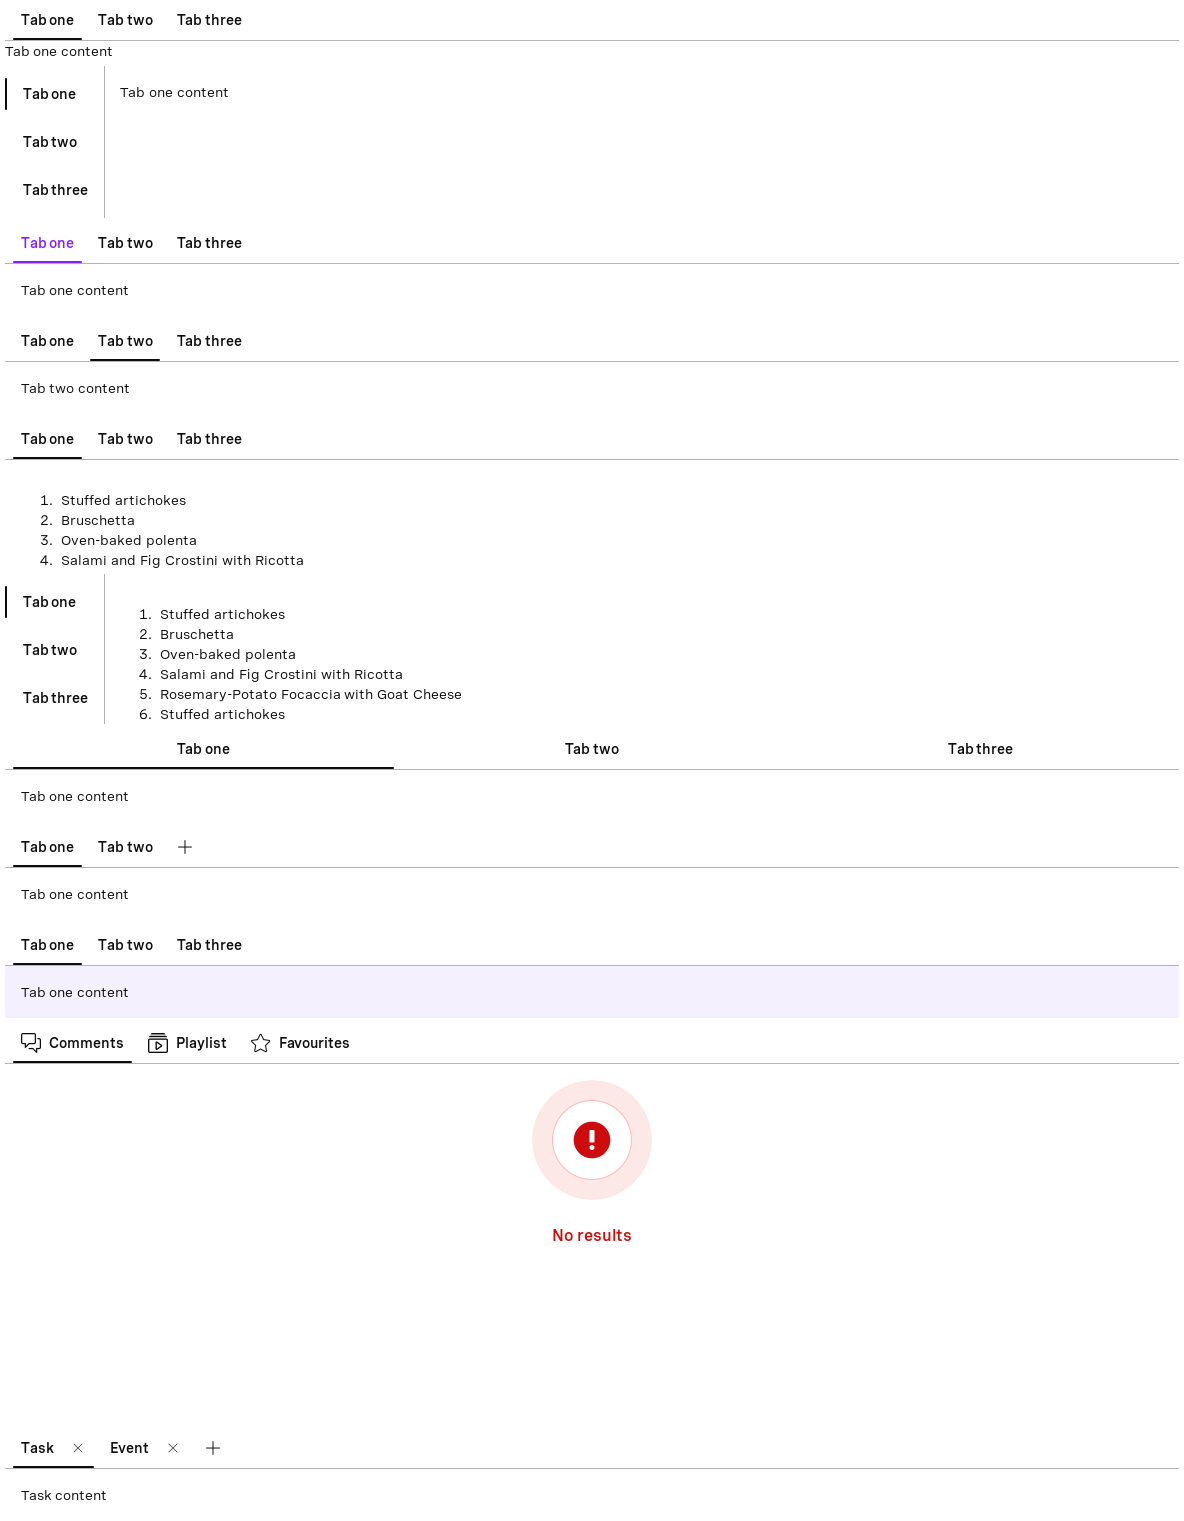 Tab one Tab two Tab three
Tab one content
Tab one
Tab one content
Tab two
Tab three
Tab one Tab two Tab three
Tab one content
Tab one Tab two Tab three
Tab two content
Tab one Tab two Tab three
1. Stuffed artichokes
2. Bruschetta
3. Oven-baked polenta
4. Salami and Fig Crostini with Ricotta
Tab one
Tab two
Tab three
1. Stuffed artichokes
2. Bruschetta
3. Oven-baked polenta
4. Salami and Fig Crostini with Ricotta
5. Rosemary-Potato Focaccia with Goat Cheese
6. Stuffed artichokes
Tab one Tab two Tab three
Tab one content
Tab one Tab two
Tab one content
Tab one Tab two Tab three
Tab one content
Comments Playlist Favourites
No results
Task Event
Task content